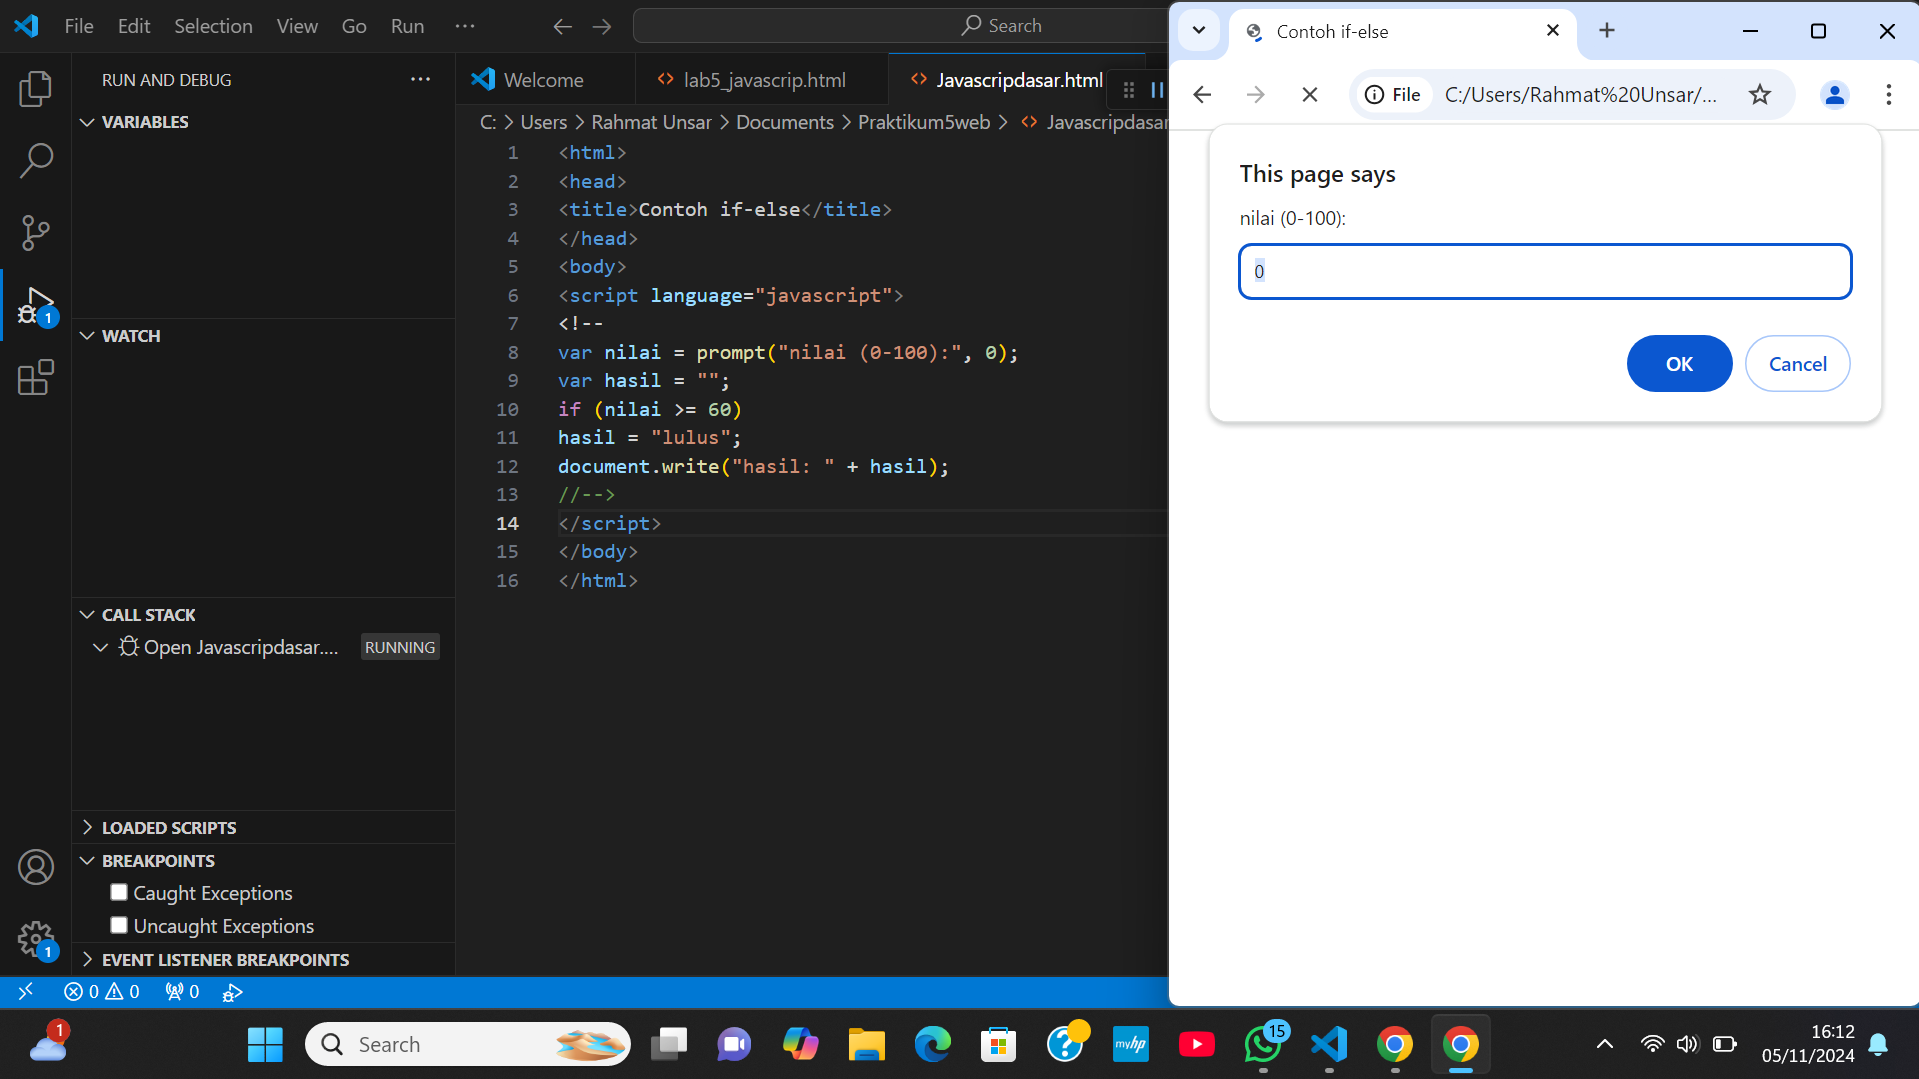 File Edit Selection View Go Run ...
Search
RUN AND DEBUG
VARIABLES
WATCH
CALL STACK
Open Javascripdasar.... RUNNING
LOADED SCRIPTS
BREAKPOINTS
Caught Exceptions
Uncaught Exceptions
EVENT LISTENER BREAKPOINTS
1
1
Welcome lab5_javascrip.html Javascripdasar.html
C: > Users > Rahmat Unsar > Documents > Praktikum5web > Javascripdasar
1 <html>
2 <head>
3 <title>Contoh if-else</title>
4 </head>
5 <body>
6 <script language="javascript">
7 <!--
8 var nilai = prompt("nilai (0-100):", 0);
9 var hasil = "";
10 if (nilai >= 60)
11 hasil = "lulus";
12 document.write("hasil: " + hasil);
13 //-->
14 </script>
15 </body>
16 </html>
0 0 0
Contoh if-else
File C:/Users/Rahmat%20Unsar/...
This page says
nilai (0-100):
0
OK Cancel
1
Search
myhp
15
16:12
05/11/2024